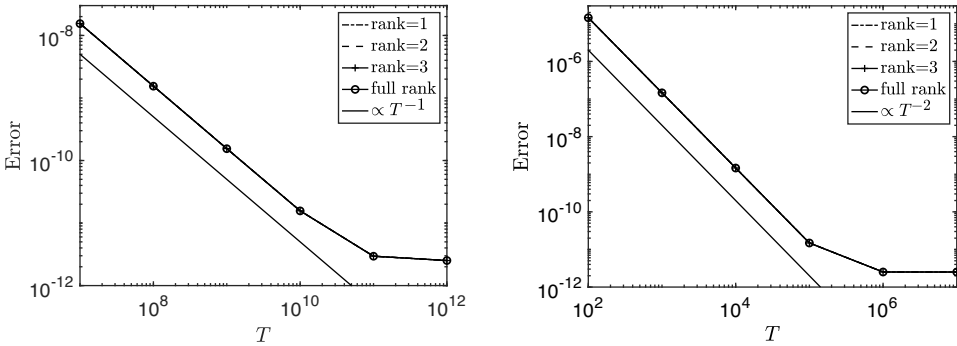 10^-8
10^-10
10^-12
Error
10^8
10^10
10^12
T
rank=1
rank=2
rank=3
full rank
∝ T^-1
10^-6
10^-8
10^-10
10^-12
Error
10^2
10^4
10^6
T
rank=1
rank=2
rank=3
full rank
∝ T^-2